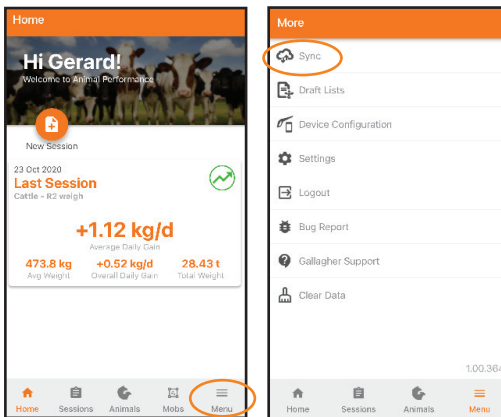 Home
Hi Gerard!
Welcome to Animal Performance
New Session
23 Oct 2020
Last Session
Cattle - R2 weigh
+1.12 kg/d
Average Daily Gain
473.8 kg +0.52 kg/d 28.43 t
Avg Weight Overall Daily Gain Total Weight
Home Sessions Animals Mobs Menu
More
Sync
Draft Lists
Device Configuration
Settings
Logout
Bug Report
Gallagher Support
Clear Data
1.00.364
Home Sessions Animals Menu